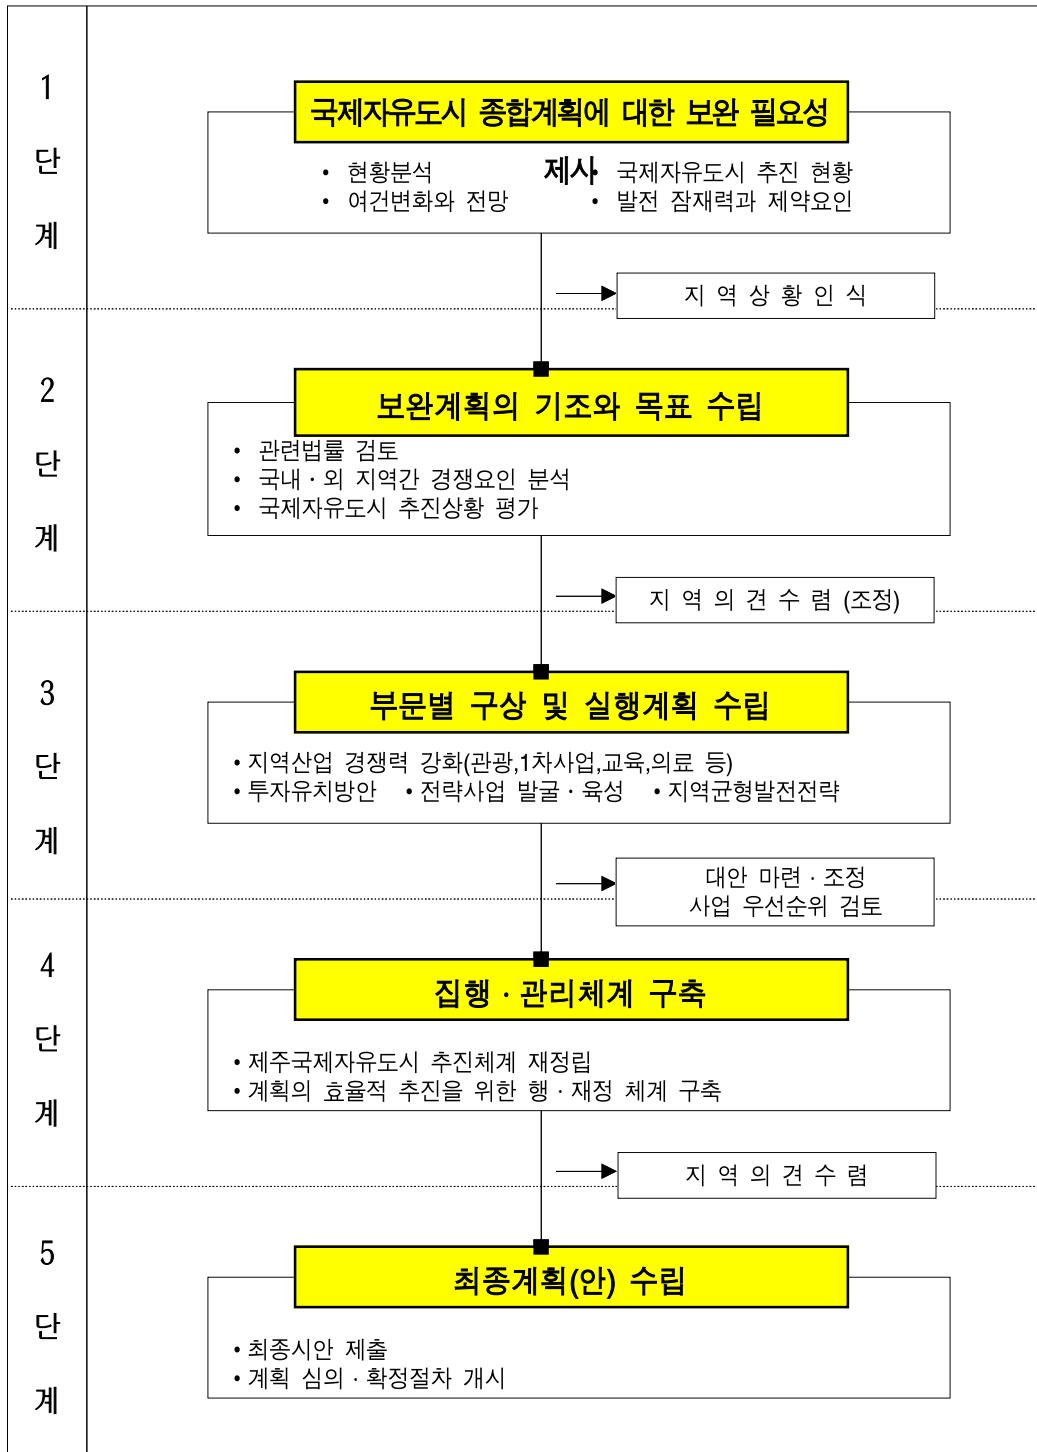 1
단
계
국제자유도시 종합계획에 대한 보완 필요성
제사
• 현황분석 • 국제자유도시 추진 현황
• 여건변화와 전망 • 발전 잠재력과 제약요인
지 역 상 황 인 식
2
단
계
보완계획의 기조와 목표 수립
• 관련법률 검토
• 국내·외 지역간 경쟁요인 분석
• 국제자유도시 추진상황 평가
지 역 의 견 수 렴 (조정)
3
단
계
부문별 구상 및 실행계획 수립
• 지역산업 경쟁력 강화(관광,1차사업,교육,의료 등)
• 투자유치방안 • 전략사업 발굴·육성 • 지역균형발전전략
대안 마련·조정
사업 우선순위 검토
4
단
계
집행·관리체계 구축
• 제주국제자유도시 추진체계 재정립
• 계획의 효율적 추진을 위한 행·재정 체계 구축
지 역 의 견 수 렴
5
단
계
최종계획(안) 수립
• 최종시안 제출
• 계획 심의·확정절차 개시